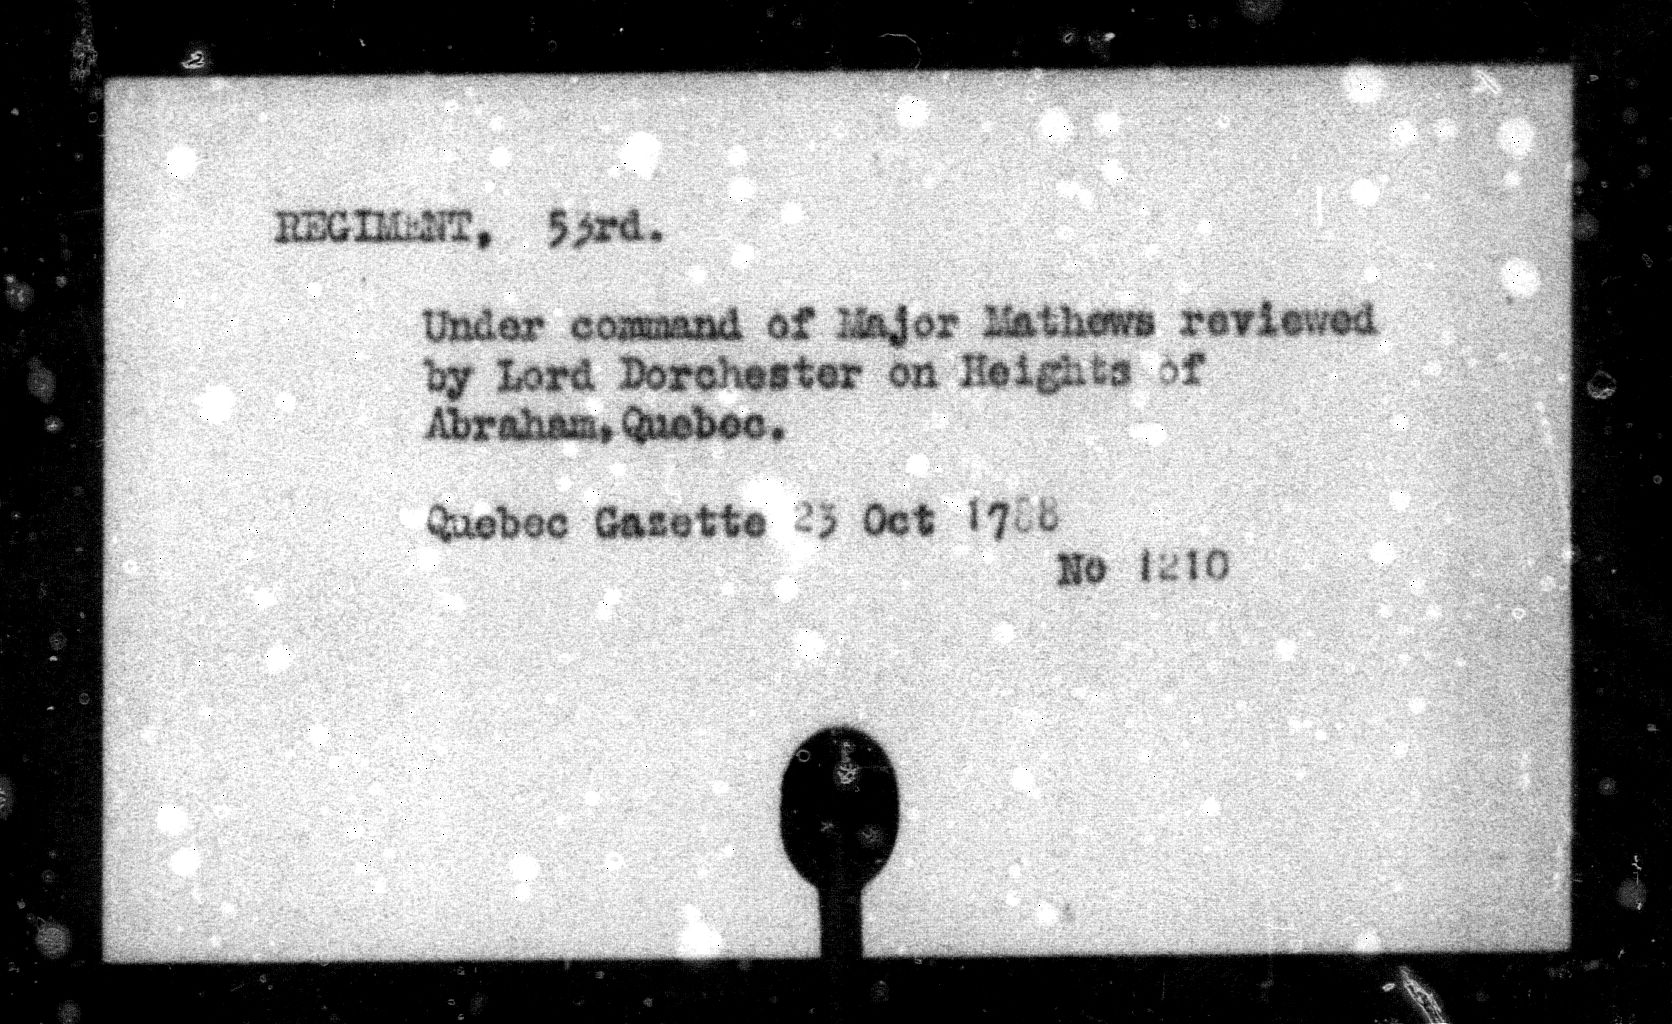 REGIMENT, 53rd.
Under command of Major Mathews reviewed
by Lord Dorchester on Heights of
Abraham, Quebec.
Quebec Gazette 23 Oct 1788
No 1210